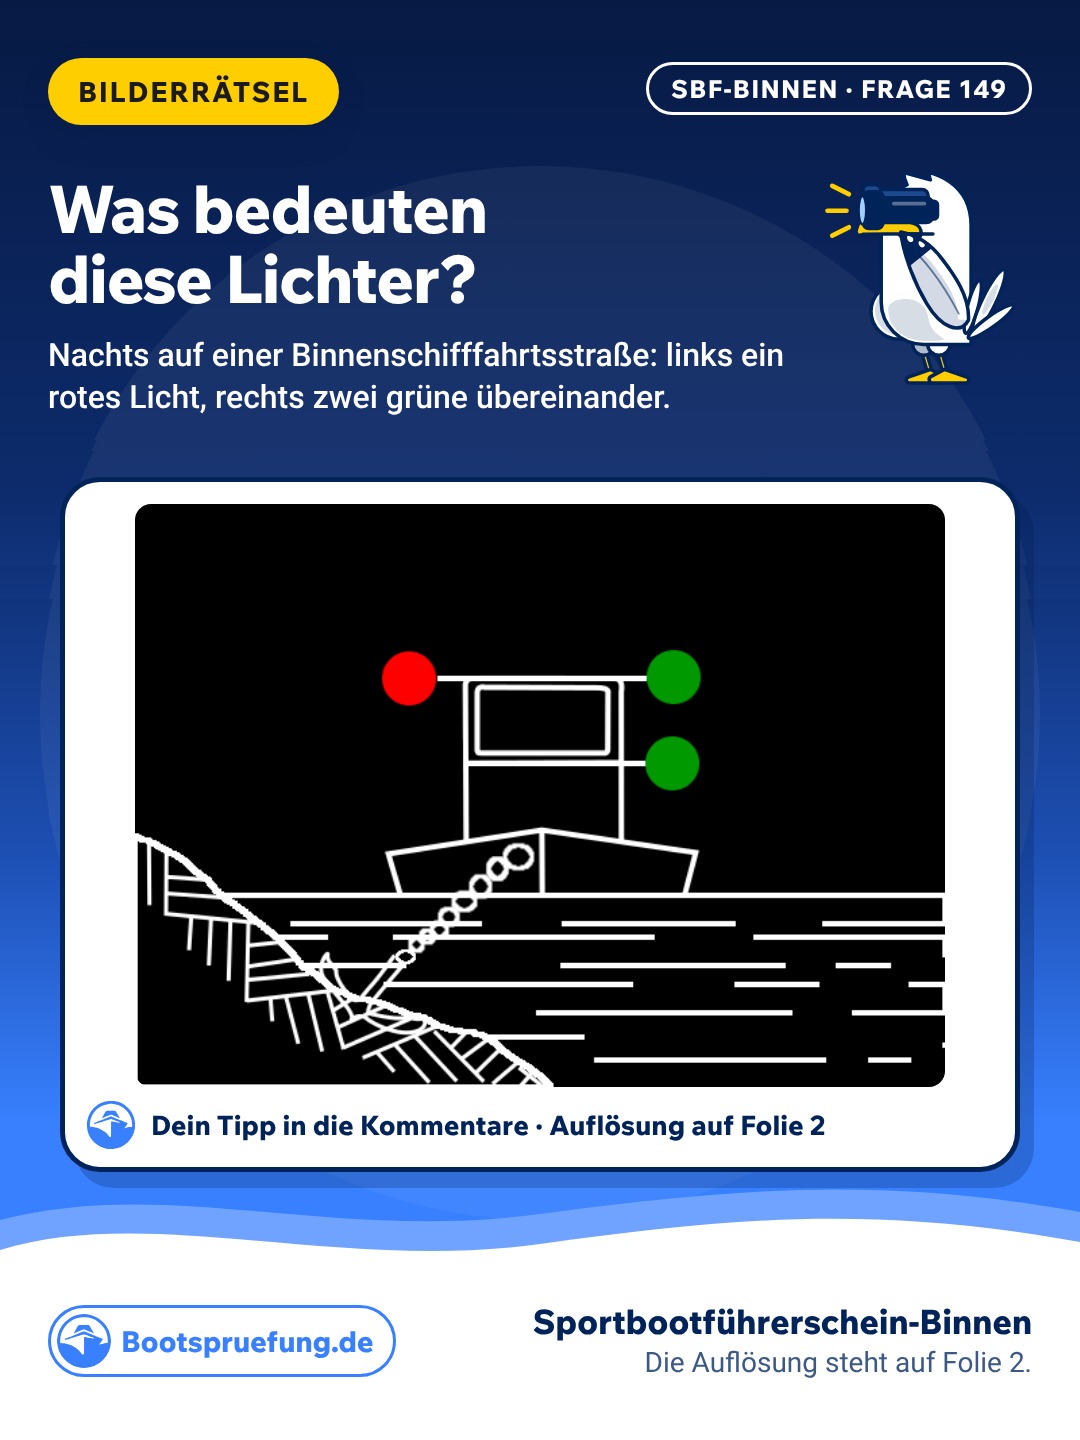 BILDERRÄTSEL
SBF-BINNEN · FRAGE 149
Was bedeuten
diese Lichter?
Nachts auf einer Binnenschifffahrtsstraße: links ein
rotes Licht, rechts zwei grüne übereinander.
Dein Tipp in die Kommentare · Auflösung auf Folie 2
Bootspruefung.de
Sportbootführerschein-Binnen
Die Auflösung steht auf Folie 2.